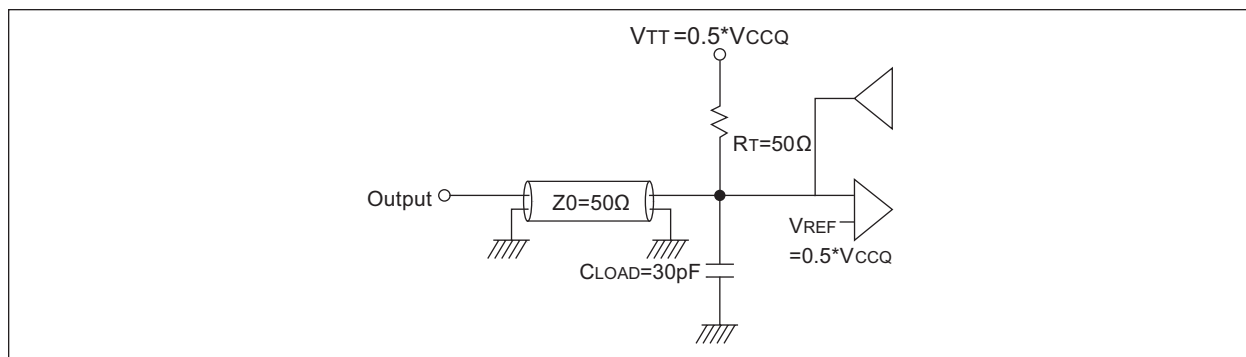 VTT=0.5*VCCQ
RT=50Ω
Output
Z0=50Ω
VREF
=0.5*VCCQ
CLOAD=30pF